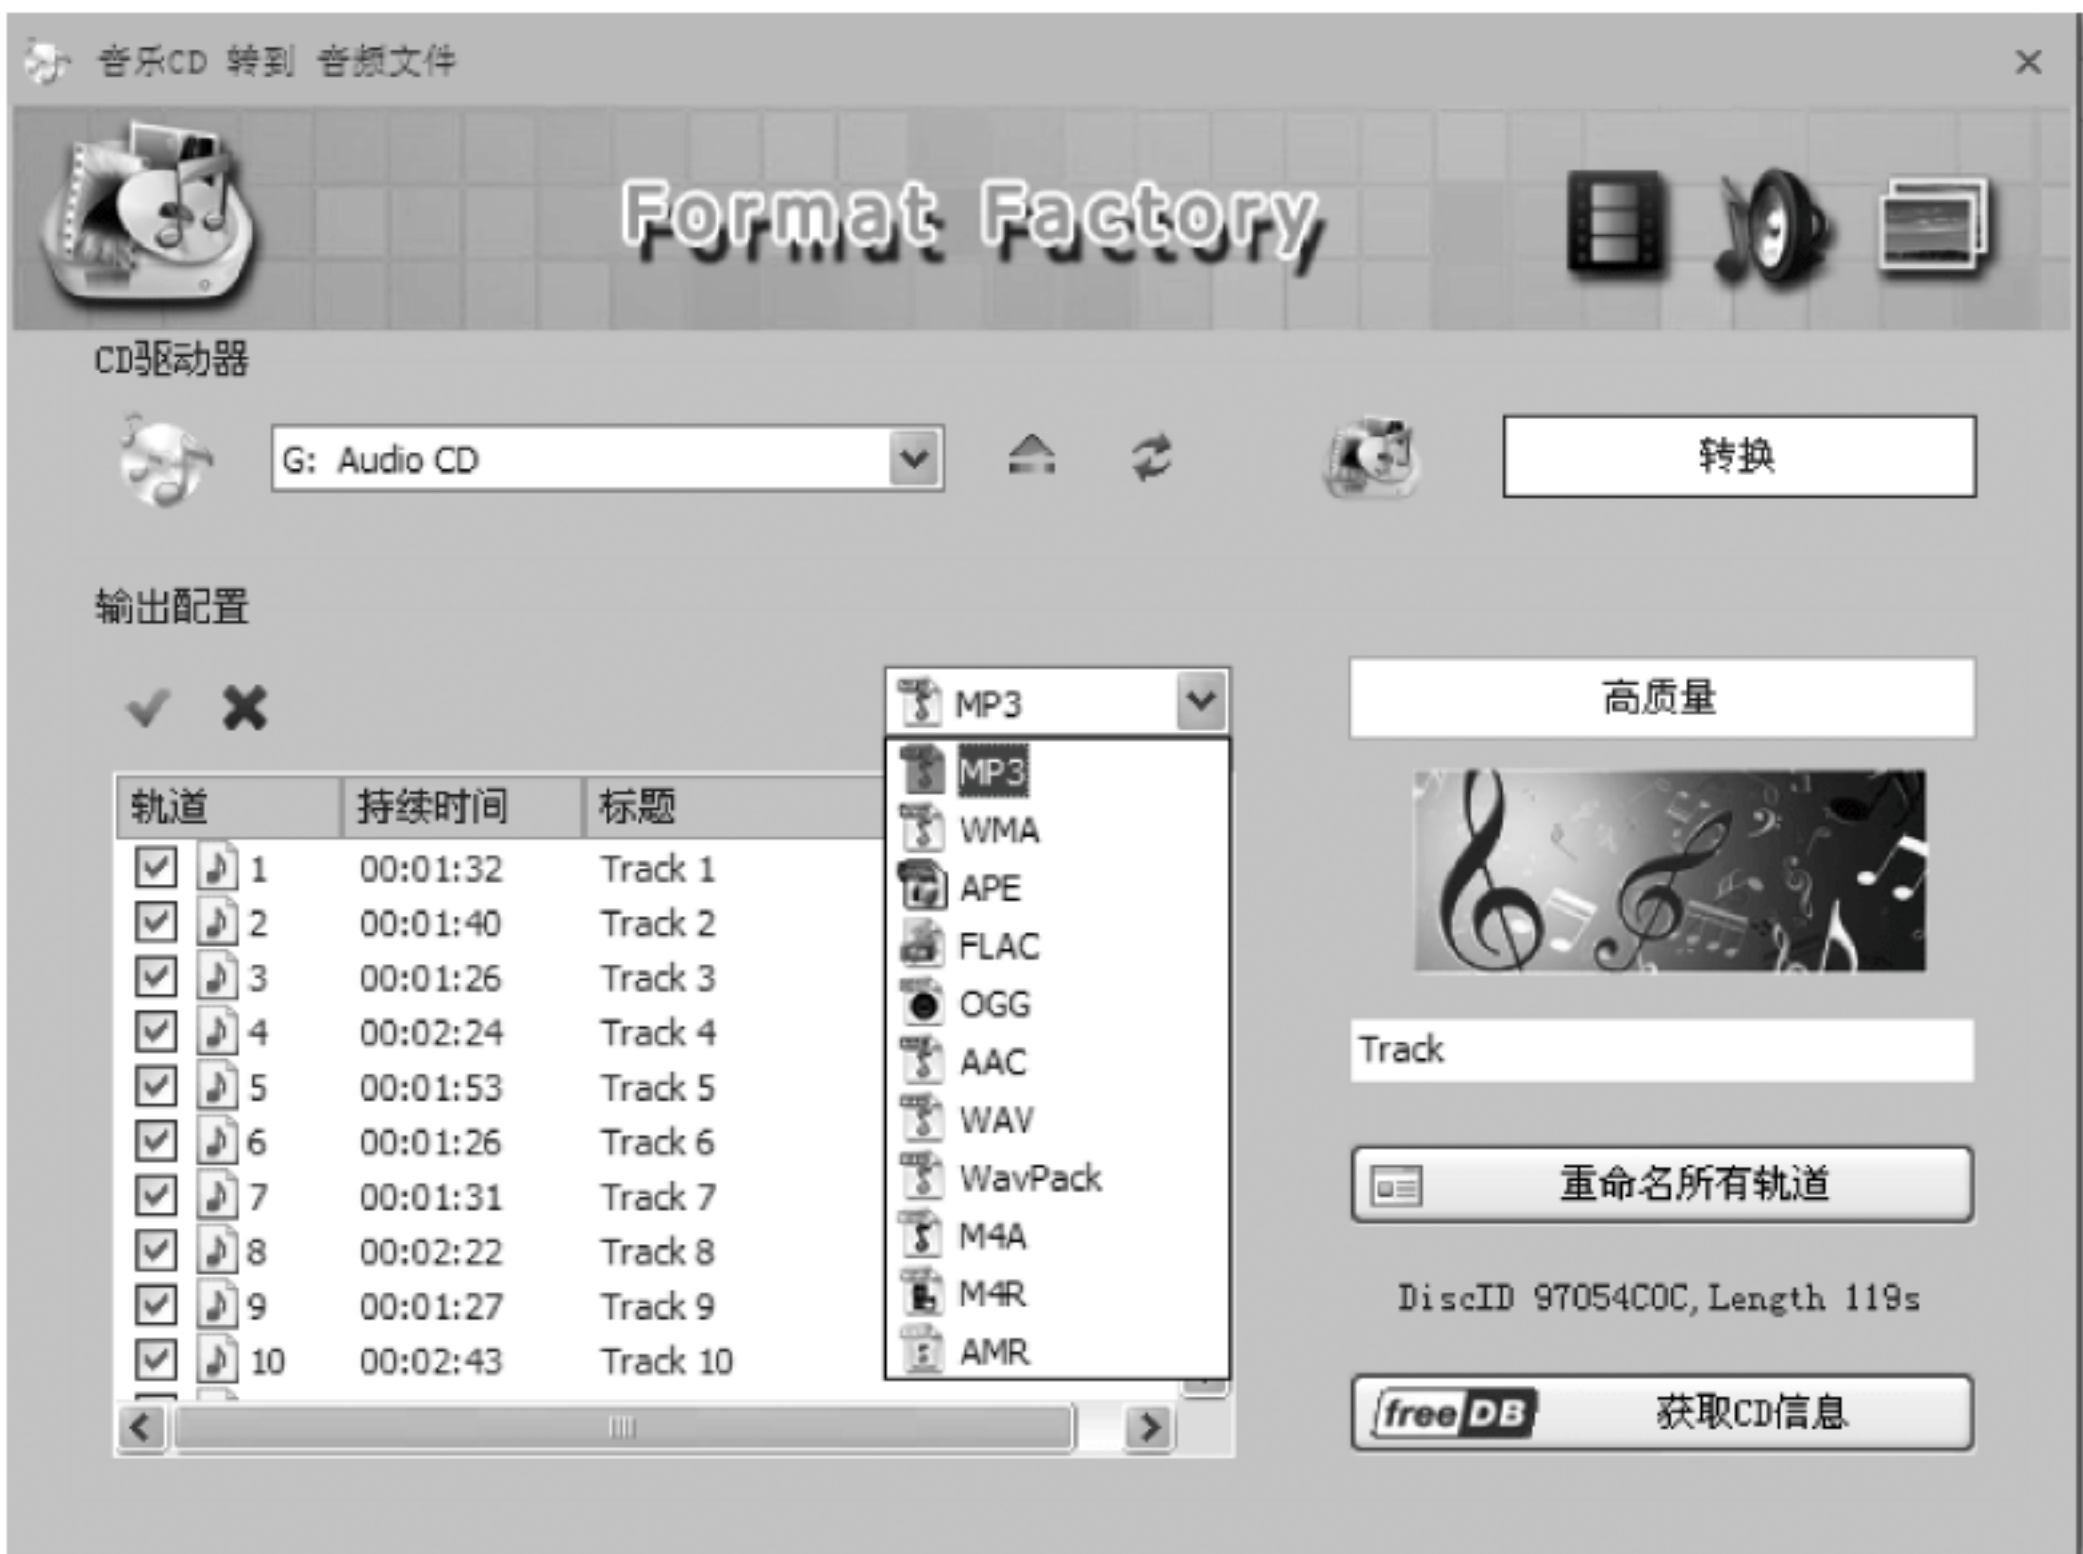 音乐CD 转到 音频文件
Format Factory
CD驱动器
G: Audio CD
转换
输出配置
MP3
高质量
轨道 持续时间 标题
1 00:01:32 Track 1
2 00:01:40 Track 2
3 00:01:26 Track 3
4 00:02:24 Track 4
5 00:01:53 Track 5
6 00:01:26 Track 6
7 00:01:31 Track 7
8 00:02:22 Track 8
9 00:01:27 Track 9
10 00:02:43 Track 10
MP3
WMA
APE
FLAC
OGG
AAC
WAV
WavPack
M4A
M4R
AMR
Track
重命名所有轨道
DiscID 97054C0C,Length 119s
freeDB 获取CD信息